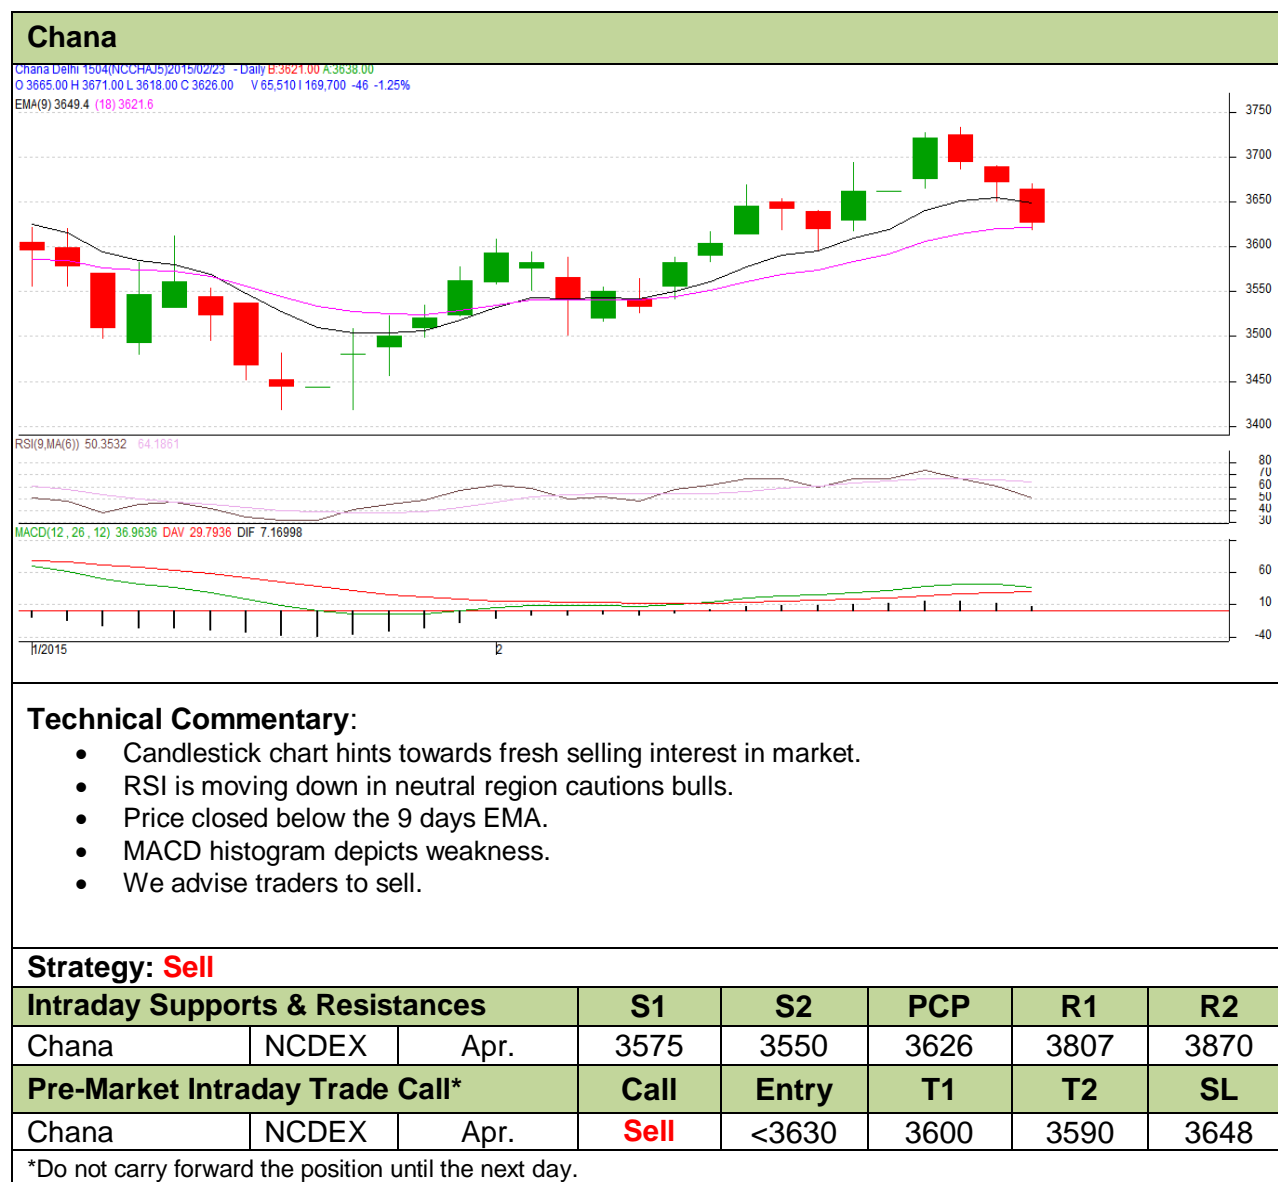 Chana
Chana Delhi 1504(NCCHAJ5)2015/02/23 - Daily B:3621.00 A:3638.00
O 3665.00 H 3671.00 L 3618.00 C 3626.00 V 65,510 I 169,700 -46 -1.25%
EMA(9) 3649.4 (18) 3621.6
3750
3700
3650
3600
3550
3500
3450
3400
RSI(9,MA(6)) 50.3532 64.1861
80
70
60
50
40
30
MACD(12 , 26 , 12) 36.9636 DAV 29.7936 DIF 7.16998
60
10
-40
1/2015 2
Technical Commentary:
• Candlestick chart hints towards fresh selling interest in market.
• RSI is moving down in neutral region cautions bulls.
• Price closed below the 9 days EMA.
• MACD histogram depicts weakness.
• We advise traders to sell.
Strategy: Sell
Intraday Supports & Resistances S1 S2 PCP R1 R2
Chana NCDEX Apr. 3575 3550 3626 3807 3870
Pre-Market Intraday Trade Call* Call Entry T1 T2 SL
Chana NCDEX Apr. Sell <3630 3600 3590 3648
*Do not carry forward the position until the next day.